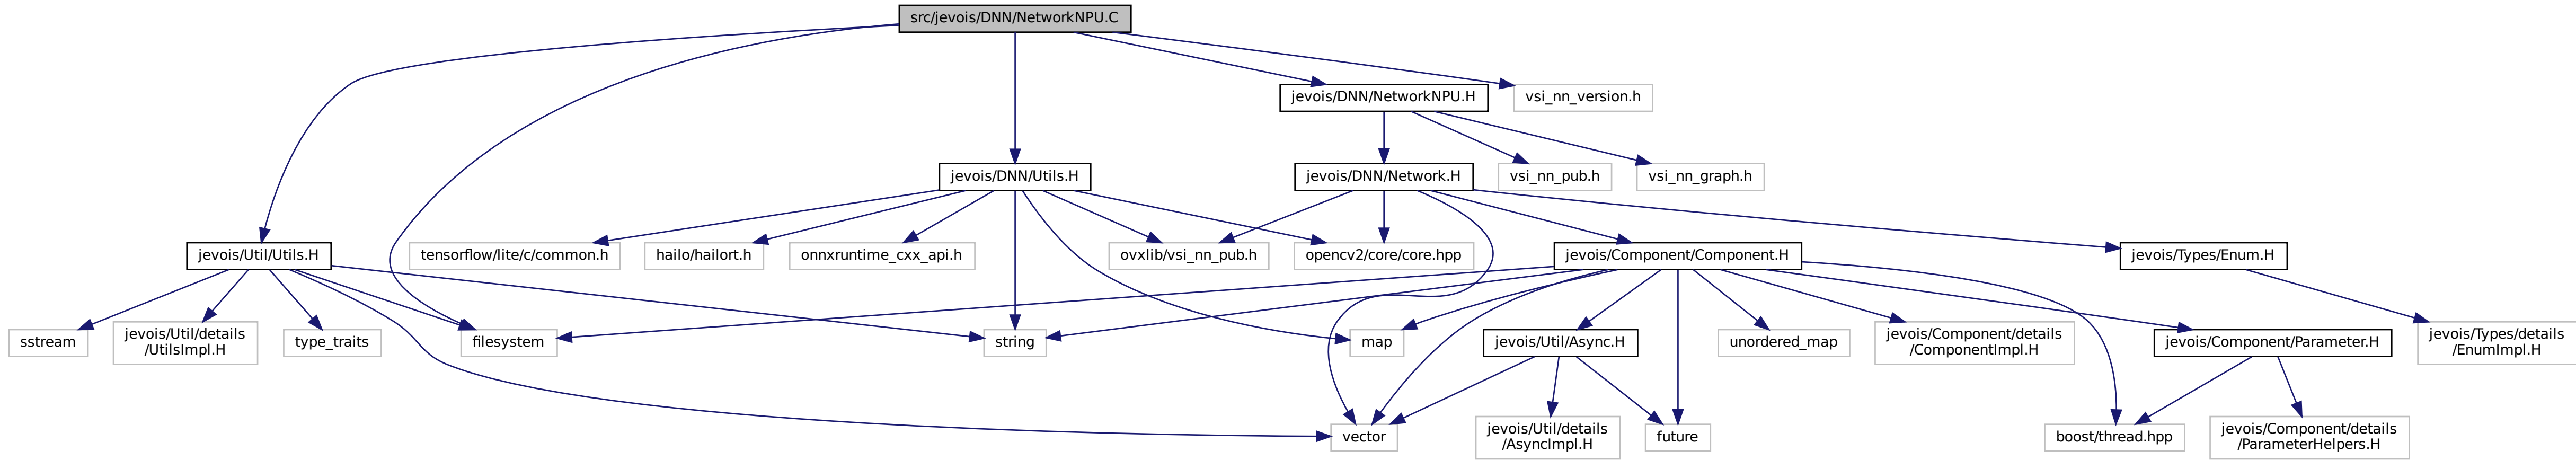 src/jevois/DNN/NetworkNPU.C
jevois/DNN/NetworkNPU.H
vsi_nn_version.h
jevois/DNN/Utils.H
jevois/DNN/Network.H
vsi_nn_pub.h
vsi_nn_graph.h
jevois/Util/Utils.H
tensorflow/lite/c/common.h
hailo/hailort.h
onnxruntime_cxx_api.h
ovxlib/vsi_nn_pub.h
opencv2/core/core.hpp
jevois/Component/Component.H
jevois/Types/Enum.H
sstream
jevois/Util/details
/UtilsImpl.H
type_traits
filesystem
string
map
jevois/Util/Async.H
unordered_map
jevois/Component/details
/ComponentImpl.H
jevois/Component/Parameter.H
jevois/Types/details
/EnumImpl.H
vector
jevois/Util/details
/AsyncImpl.H
future
boost/thread.hpp
jevois/Component/details
/ParameterHelpers.H